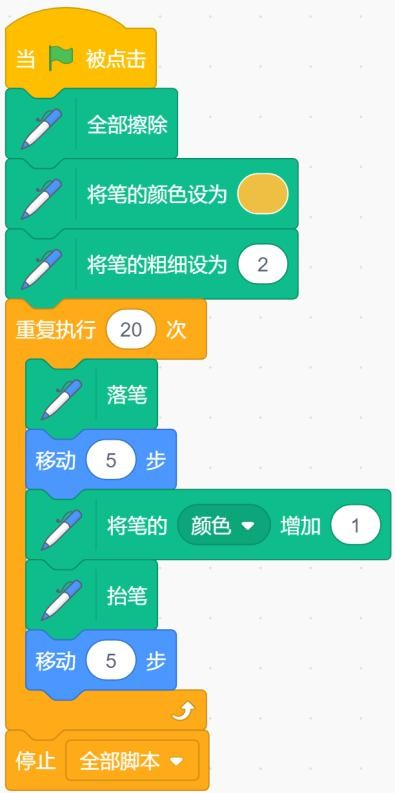 当 被点击
全部擦除
将笔的颜色设为
将笔的粗细设为 2
重复执行 20 次
落笔
移动 5 步
将笔的 颜色 增加 1
抬笔
移动 5 步
停止 全部脚本